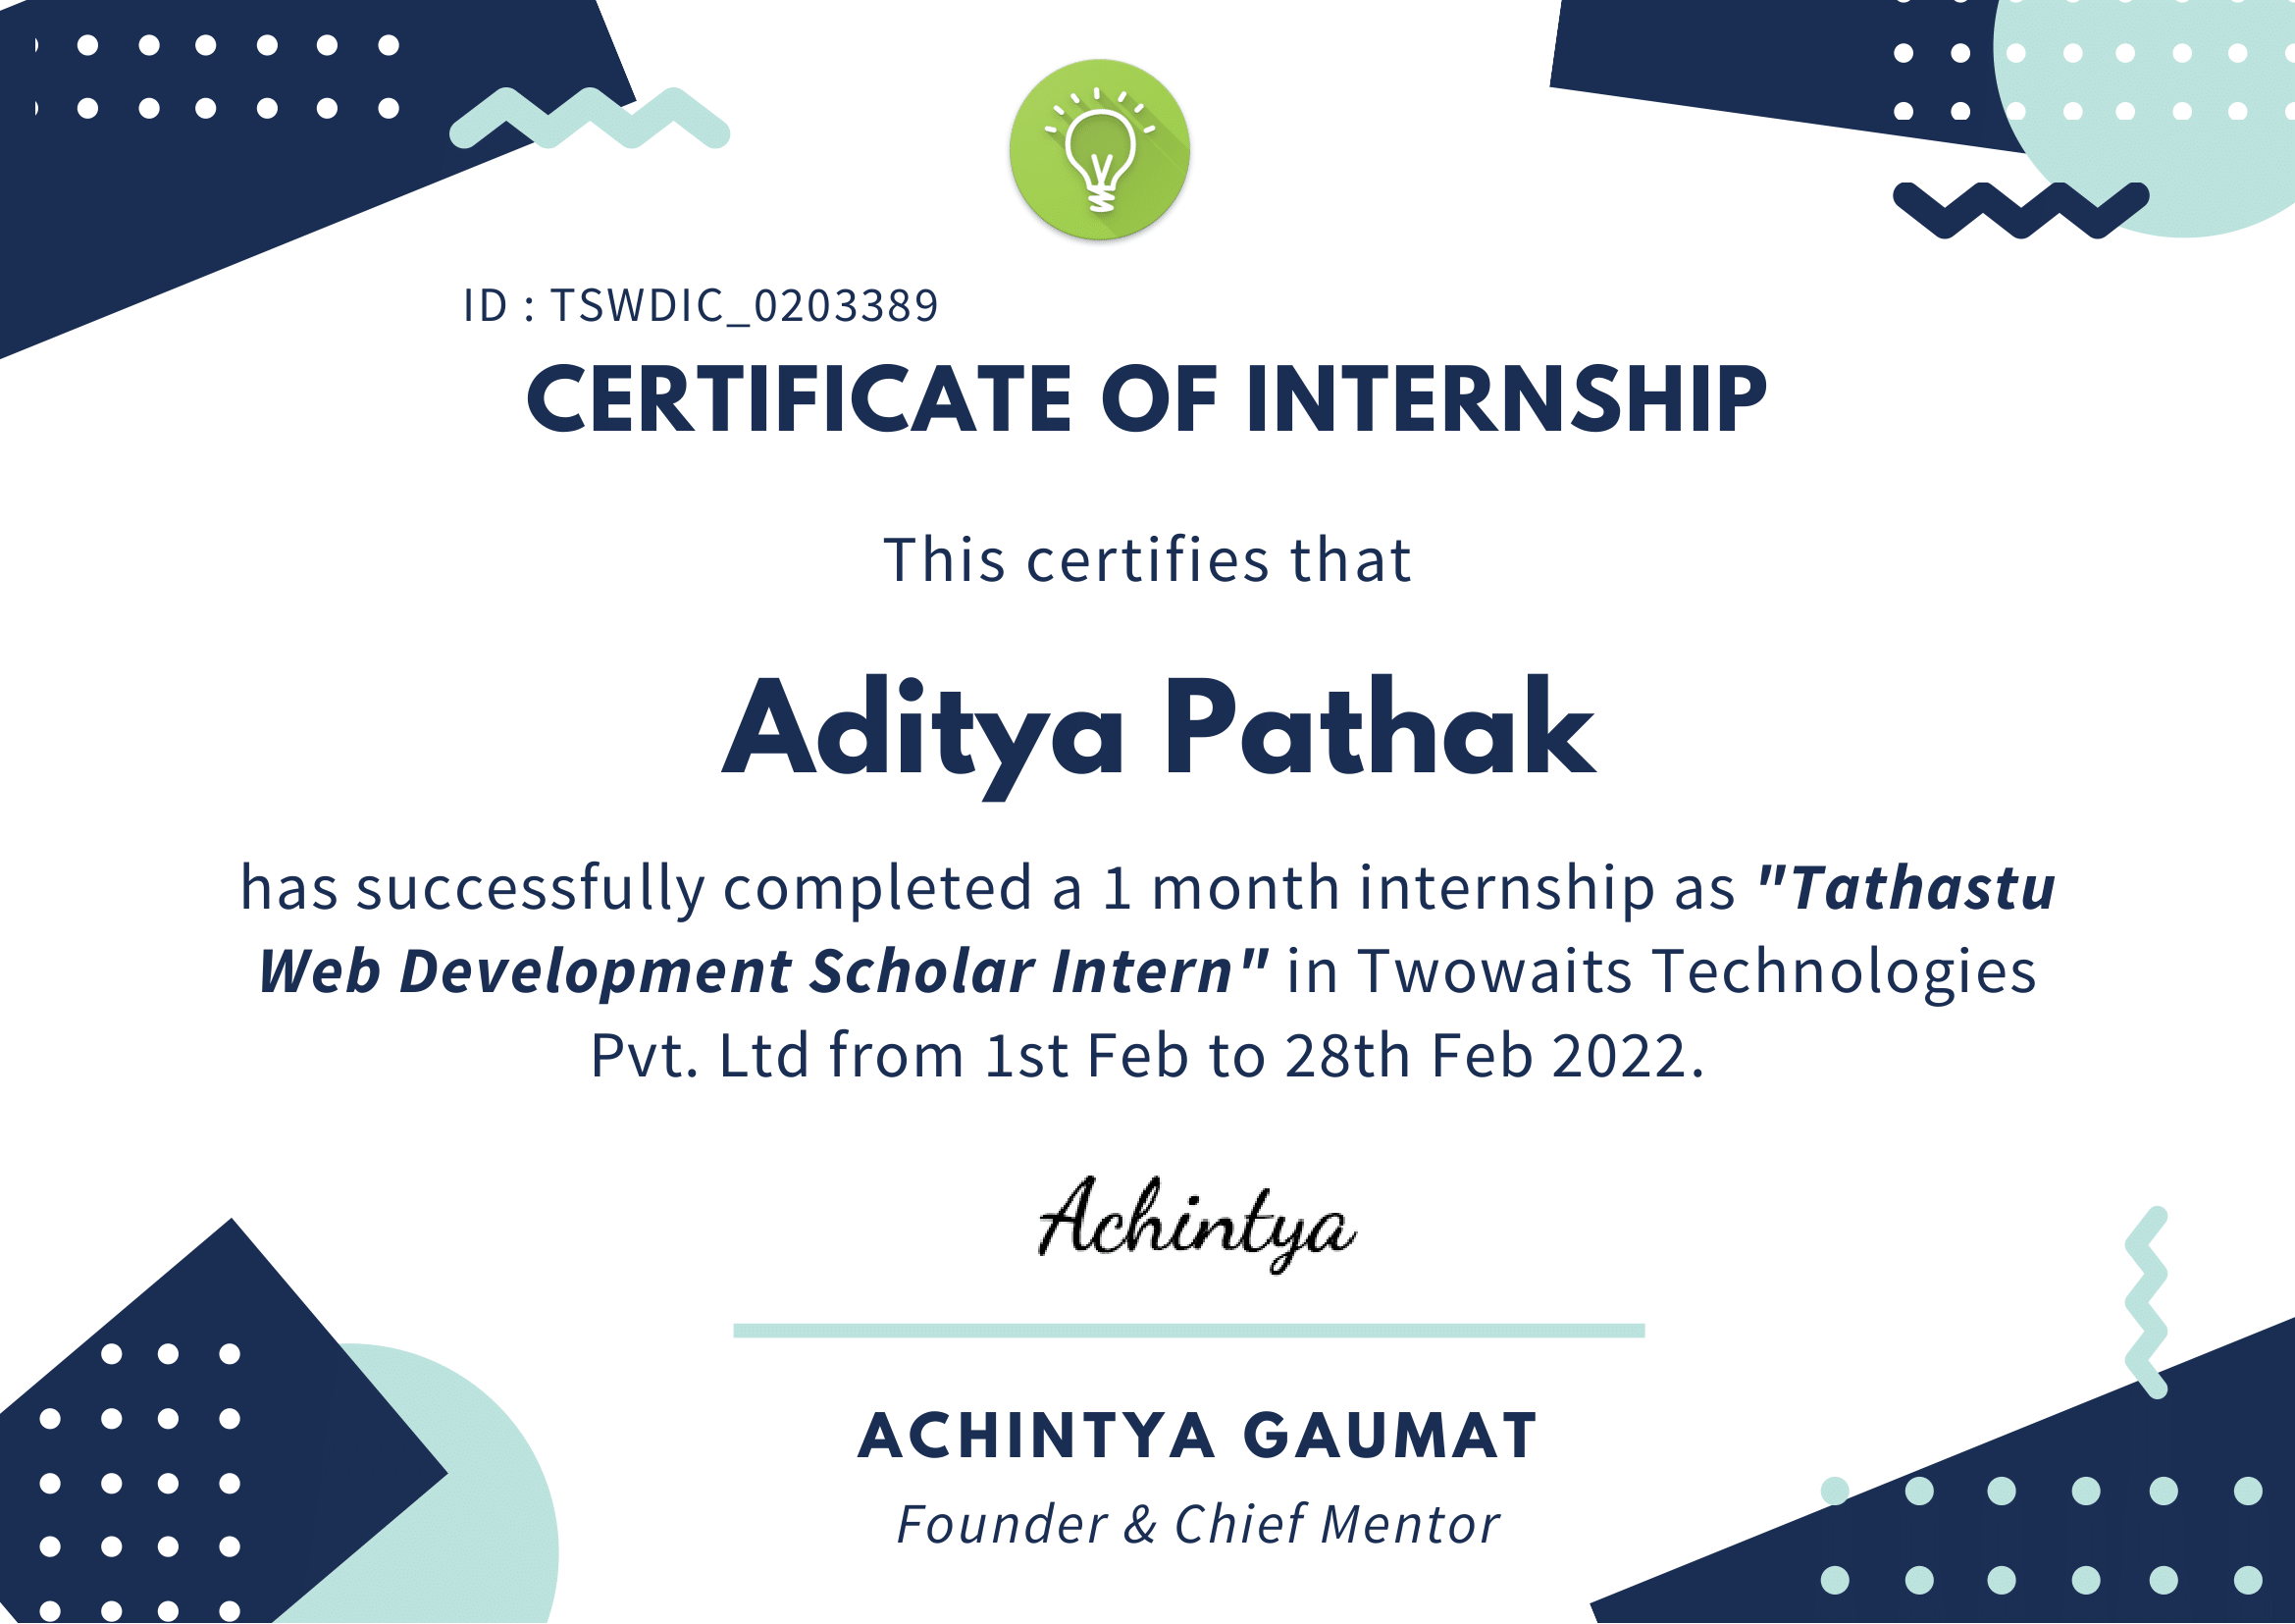 ID : TSWDIC_0203389
CERTIFICATE OF INTERNSHIP
This certifies that
Aditya Pathak
has successfully completed a 1 month internship as "Tathastu
Web Development Scholar Intern" in Twowaits Technologies
Pvt. Ltd from 1st Feb to 28th Feb 2022.
Achintya
ACHINTYA GAUMAT
Founder & Chief Mentor